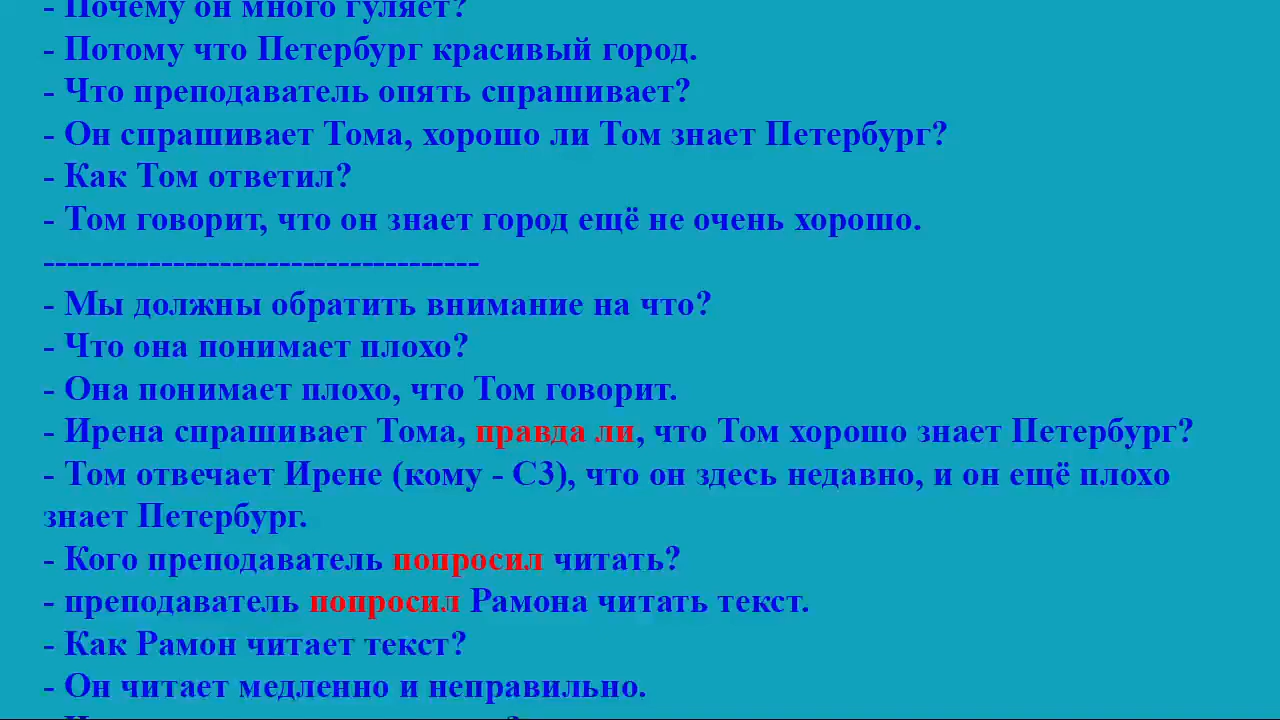 - Почему он много гуляет?
- Потому что Петербург красивый город.
- Что преподаватель опять спрашивает?
- Он спрашивает Тома, хорошо ли Том знает Петербург?
- Как Том ответил?
- Том говорит, что он знает город ещё не очень хорошо.
-------------------------------------
- Мы должны обратить внимание на что?
- Что она понимает плохо?
- Она понимает плохо, что Том говорит.
- Ирена спрашивает Тома, правда ли, что Том хорошо знает Петербург?
- Том отвечает Ирене (кому - С3), что он здесь недавно, и он ещё плохо
знает Петербург.
- Кого преподаватель попросил читать?
- преподаватель попросил Рамона читать текст.
- Как Рамон читает текст?
- Он читает медленно и неправильно.